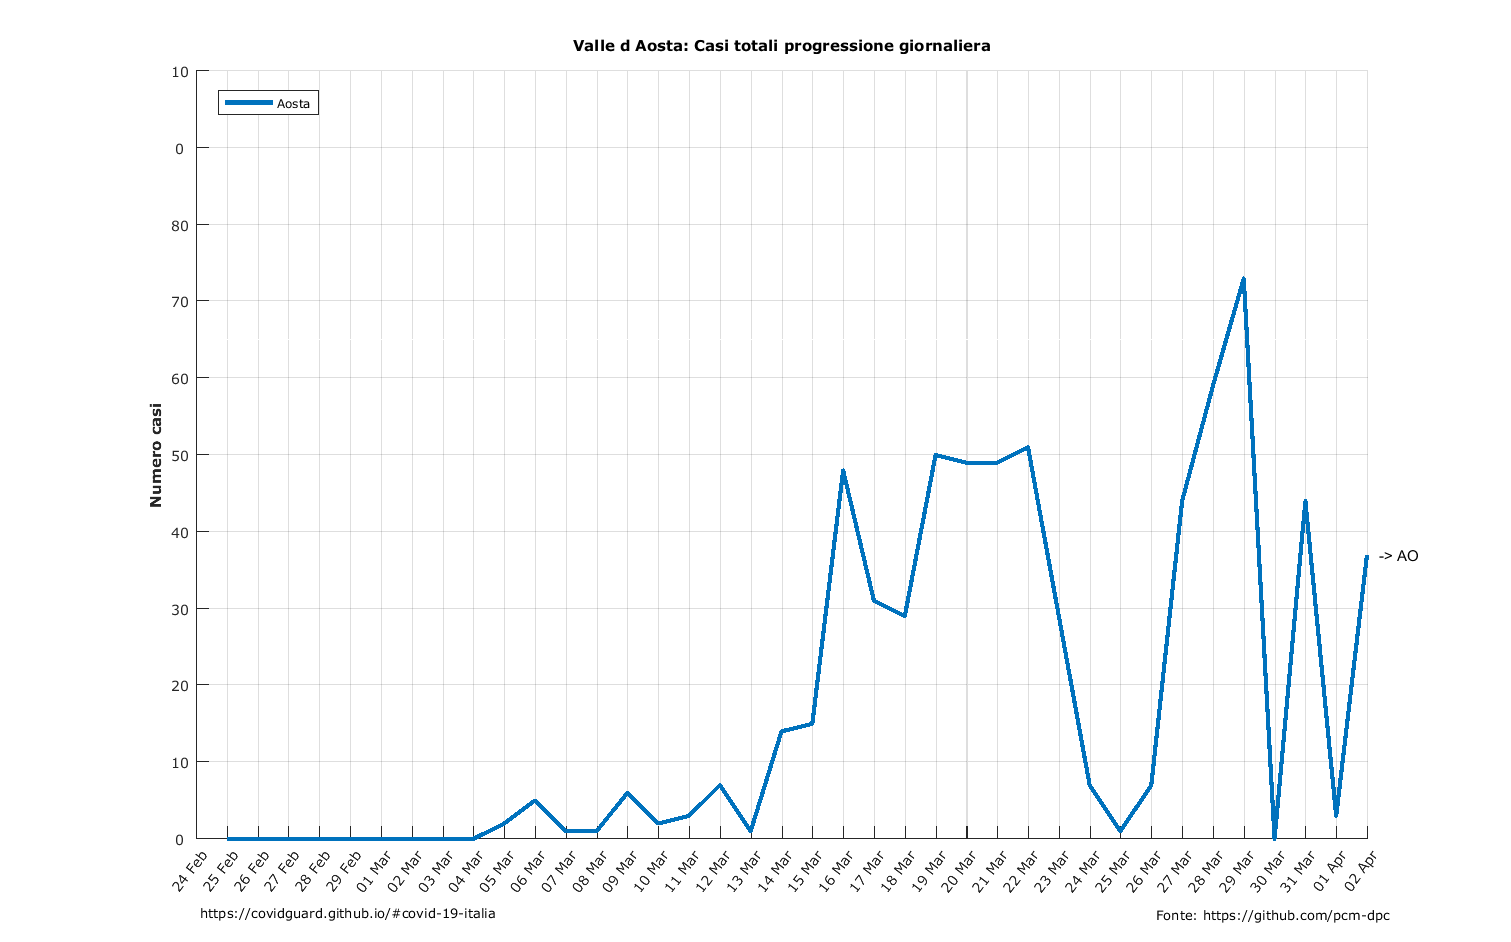 Valle d Aosta: Casi totali progressione giornaliera
10
0
80
70
60
50
40
30
20
10
0
Aosta
Numero casi
-> AO
24 Feb
25 Feb
26 Feb
27 Feb
28 Feb
29 Feb
01 Mar
02 Mar
03 Mar
04 Mar
05 Mar
06 Mar
07 Mar
08 Mar
09 Mar
10 Mar
11 Mar
12 Mar
13 Mar
14 Mar
15 Mar
16 Mar
17 Mar
18 Mar
19 Mar
20 Mar
21 Mar
22 Mar
23 Mar
24 Mar
25 Mar
26 Mar
27 Mar
28 Mar
29 Mar
30 Mar
31 Mar
01 Apr
02 Apr
https://covidguard.github.io/#covid-19-italia
Fonte: https://github.com/pcm-dpc